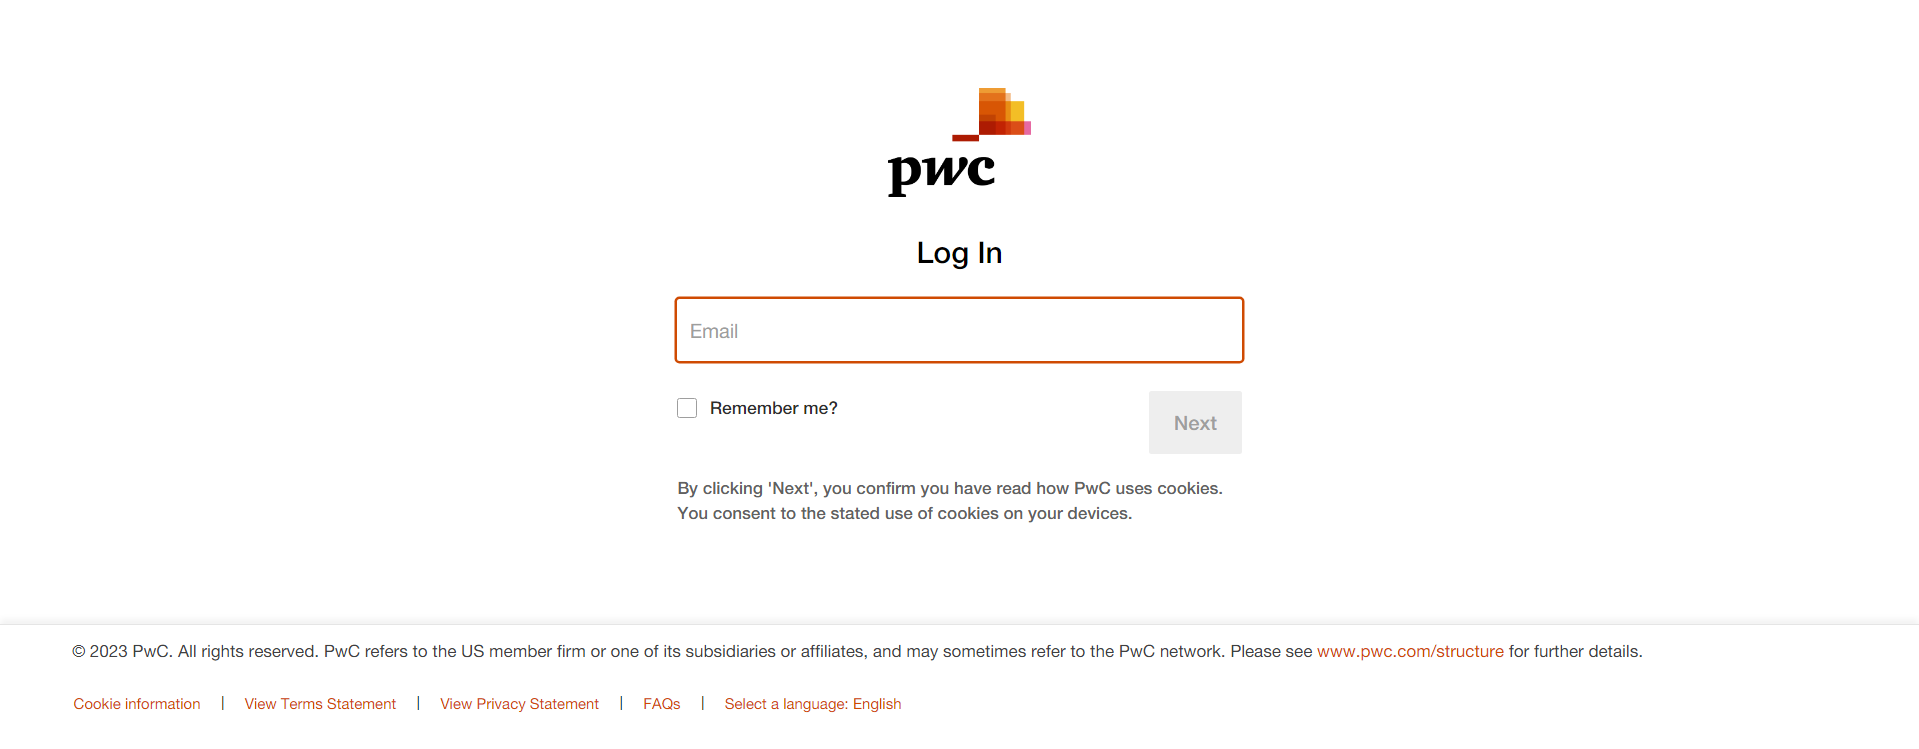 pwc
Log In
Email
Remember me?
Next
By clicking 'Next', you confirm you have read how PwC uses cookies.
You consent to the stated use of cookies on your devices.
© 2023 PwC. All rights reserved. PwC refers to the US member firm or one of its subsidiaries or affiliates, and may sometimes refer to the PwC network. Please see www.pwc.com/structure for further details.
Cookie information | View Terms Statement | View Privacy Statement | FAQs | Select a language: English